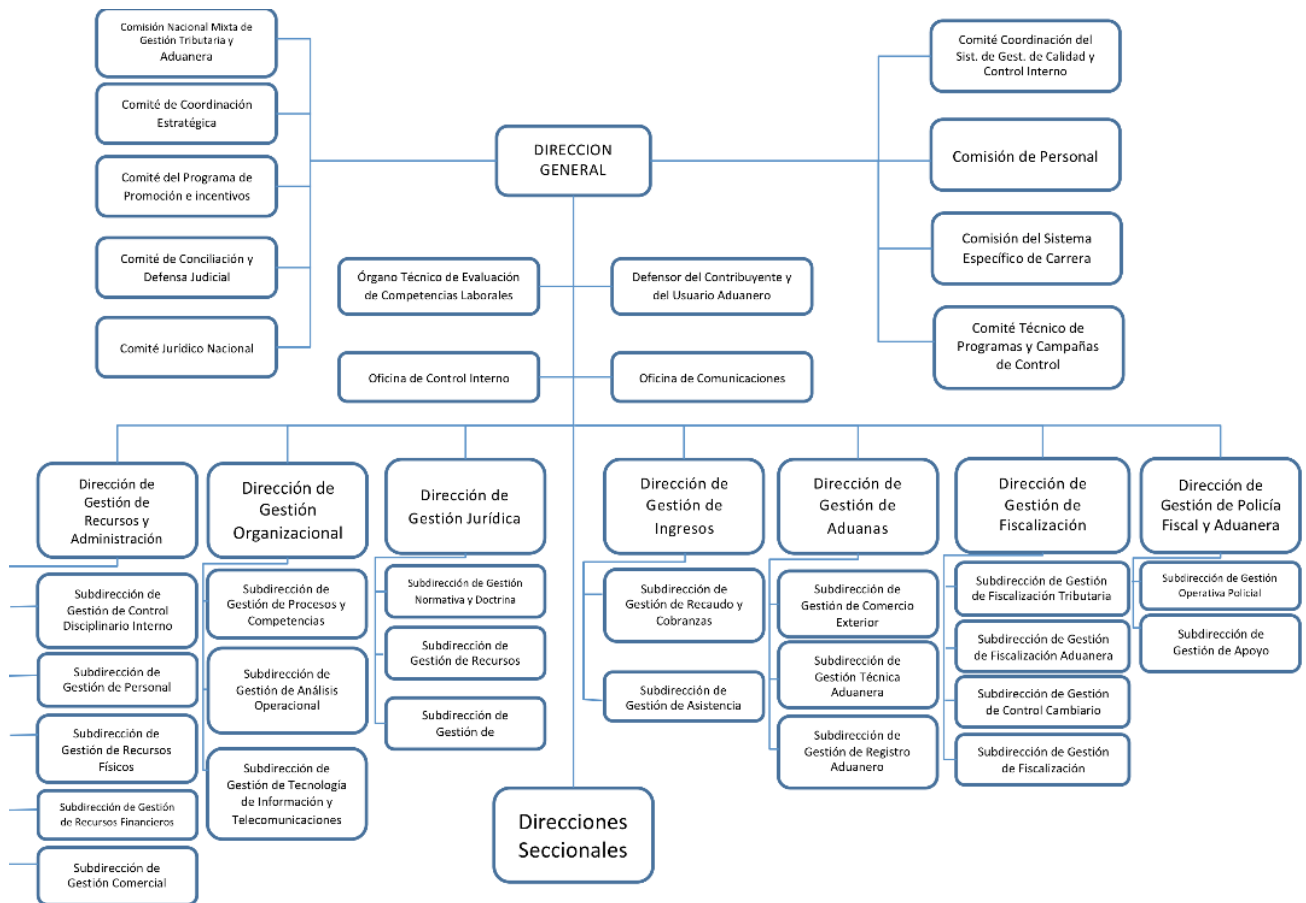 Comisión Nacional Mixta de
Gestión Tributaria y
Aduanera
Comité de Coordinación
Estratégica
Comité del Programa de
Promoción e incentivos
Comité de Conciliación y
Defensa Judicial
Comité Jurídico Nacional
DIRECCION
GENERAL
Comité Coordinación del
Sist. de Gest. de Calidad y
Control Interno
Comisión de Personal
Comisión del Sistema
Específico de Carrera
Comité Técnico de
Programas y Campañas
de Control
Órgano Técnico de Evaluación
de Competencias Laborales
Defensor del Contribuyente y
del Usuario Aduanero
Oficina de Control Interno
Oficina de Comunicaciones
Dirección de
Gestión de
Recursos y
Administración
Subdirección de
Gestión de Control
Disciplinario Interno
Subdirección de
Gestión de Personal
Subdirección de
Gestión de Recursos
Físicos
Subdirección de Gestión
de Recursos Financieros
Subdirección de
Gestión Comercial
Dirección de
Gestión
Organizacional
Subdirección de
Gestión de Procesos y
Competencias
Subdirección de
Gestión de Análisis
Operacional
Subdirección de
Gestión de Tecnología
de Información y
Telecomunicaciones
Dirección de
Gestión Jurídica
Subdirección de Gestión
Normativa y Doctrina
Subdirección de
Gestión de Recursos
Subdirección de
Gestión de
Dirección de
Gestión de
Ingresos
Subdirección de
Gestión de Recaudo y
Cobranzas
Subdirección de
Gestión de Asistencia
Dirección de
Gestión de
Aduanas
Subdirección de
Gestión de Comercio
Exterior
Subdirección de
Gestión Técnica
Aduanera
Subdirección de
Gestión de Registro
Aduanero
Dirección de
Gestión de
Fiscalización
Subdirección de Gestión
de Fiscalización Tributaria
Subdirección de Gestión
de Fiscalización Aduanera
Subdirección de Gestión
de Control Cambiario
Subdirección de Gestión
de Fiscalización
Dirección de
Gestión de Policía
Fiscal y Aduanera
Subdirección de Gestión
Operativa Policial
Subdirección de
Gestión de Apoyo
Direcciones
Seccionales